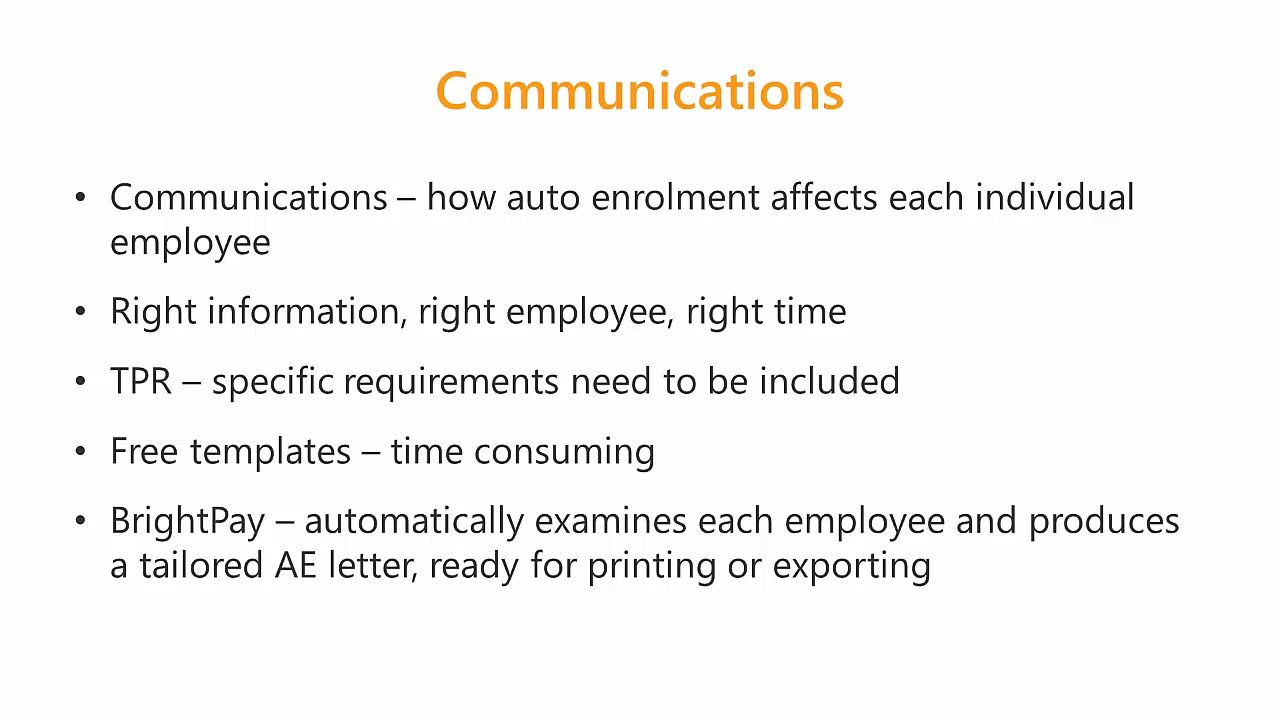 Communications
• Communications – how auto enrolment affects each individual
employee
• Right information, right employee, right time
• TPR – specific requirements need to be included
• Free templates – time consuming
• BrightPay – automatically examines each employee and produces
a tailored AE letter, ready for printing or exporting